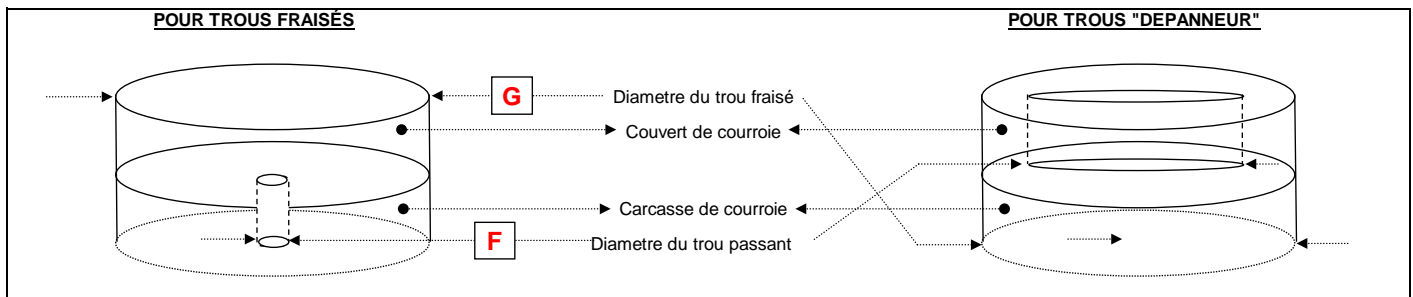 POUR TROUS FRAISÉS
POUR TROUS "DEPANNEUR"
G
Diametre du trou fraisé
Couvert de courroie
Carcasse de courroie
F
Diametre du trou passant